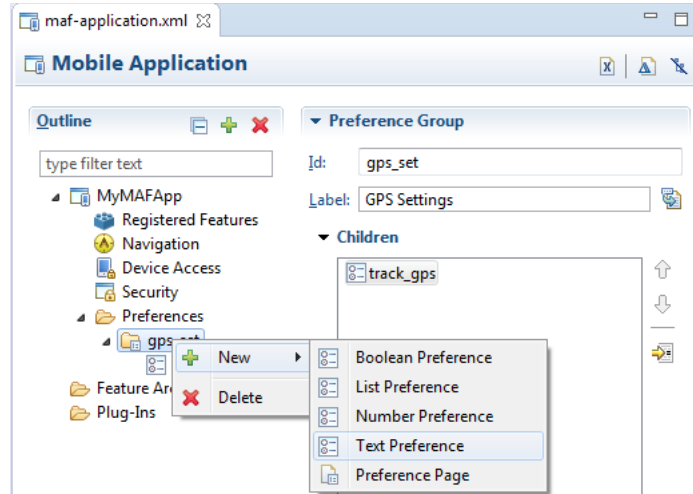 maf-application.xml
Mobile Application
Outline
type filter text
MyMAFApp
Registered Features
Navigation
Device Access
Security
Preferences
gps_set
Feature Ar
Plug-Ins
New
Delete
Boolean Preference
List Preference
Number Preference
Text Preference
Preference Page
Preference Group
Id: gps_set
Label: GPS Settings
Children
track_gps